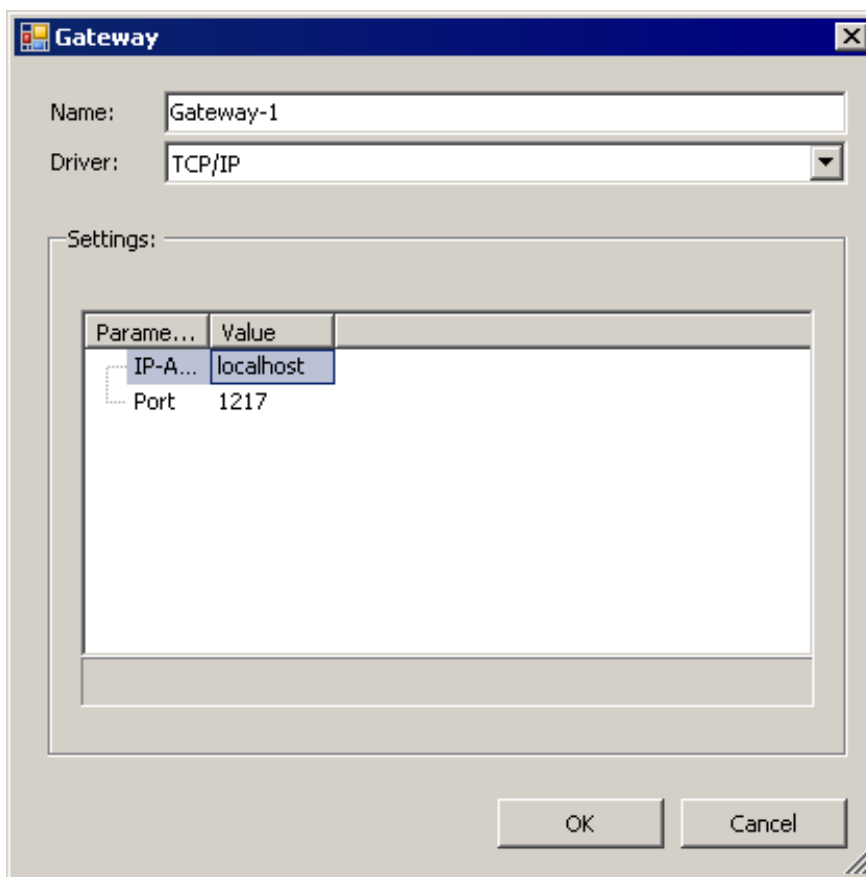 Gateway
Name: Gateway-1
Driver: TCP/IP
Settings:
Parame... Value
IP-A... localhost
Port 1217
OK Cancel